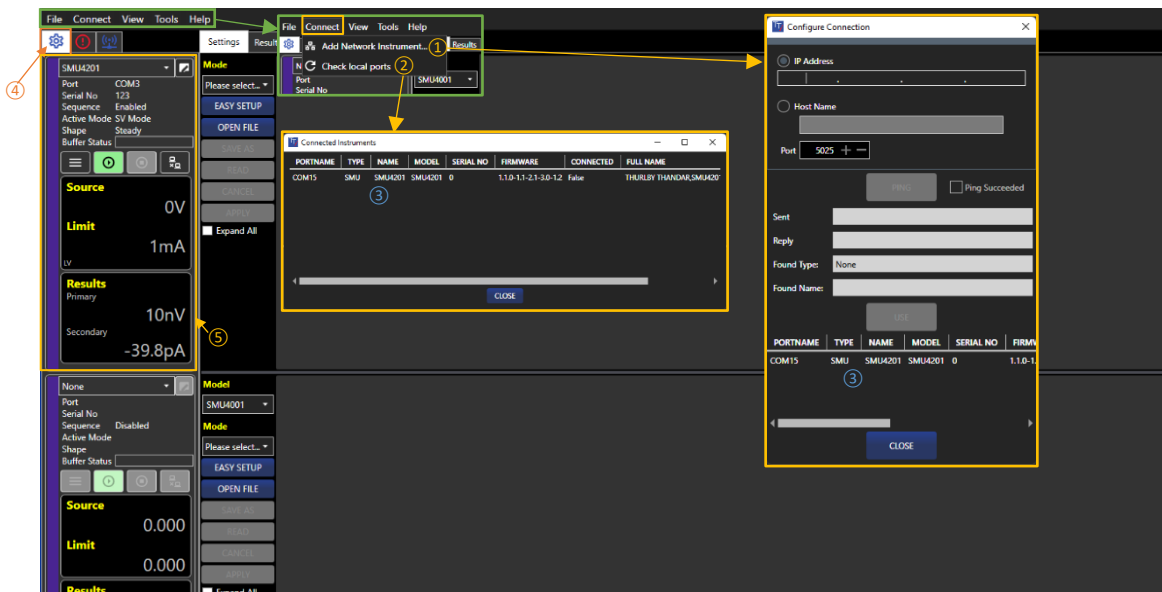 File Connect View Tools Help
Settings Result
④
SMU4201
Port COM3
Serial No 123
Sequence Enabled
Active Mode SV Mode
Shape Steady
Buffer Status
Source
0V
Limit
1mA
LV
Results
Primary
10nV
Secondary
-39.8pA
⑤
Mode
Please select...
EASY SETUP
OPEN FILE
SAVE AS
READ
CANCEL
APPLY
Expand All
None
Port
Serial No
Sequence Disabled
Active Mode
Shape
Buffer Status
Source
0.000
Limit
0.000
Results
Model
SMU4001
Mode
Please select...
EASY SETUP
OPEN FILE
SAVE AS
READ
CANCEL
APPLY
Expand All
File Connect View Tools Help
Add Network Instrument... ① Results
N Check local ports ②
Port SMU4001
Serial No
Connected Instruments
PORTNAME TYPE NAME MODEL SERIAL NO FIRMWARE CONNECTED FULL NAME
COM15 SMU SMU4201 SMU4201 0 1.1.0-1.1-2.1-3.0-1.2 False THURLBY THANDAR,SMU420
③
CLOSE
Configure Connection
IP Address
. . .
Host Name
Port 5025 + −
PING Ping Succeeded
Sent
Reply
Found Type: None
Found Name:
USE
PORTNAME TYPE NAME MODEL SERIAL NO FIRMW
COM15 SMU SMU4201 SMU4201 0 1.1.0-1.
③
CLOSE